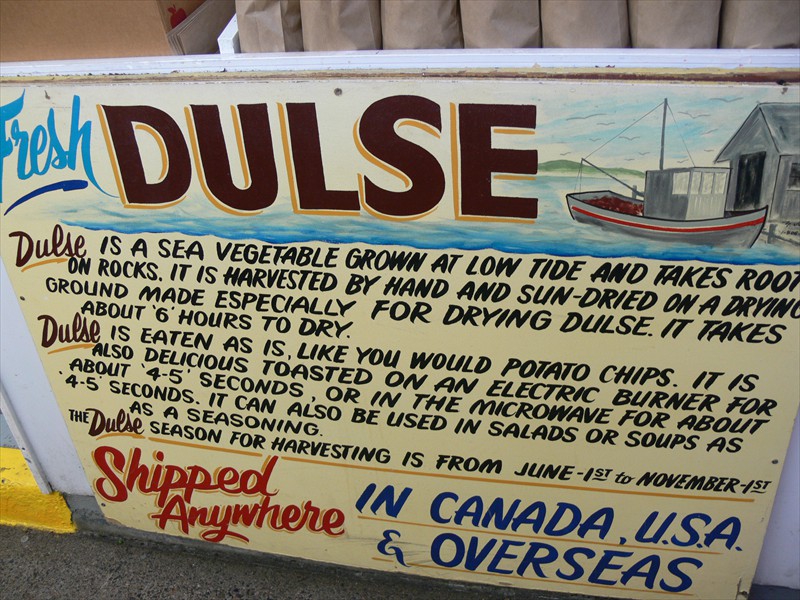 Fresh DULSE
Dulse IS A SEA VEGETABLE GROWN AT LOW TIDE AND TAKES ROOT
ON ROCKS. IT IS HARVESTED BY HAND AND SUN-DRIED ON A DRYING
GROUND MADE ESPECIALLY FOR DRYING DULSE. IT TAKES
ABOUT '6' HOURS TO DRY.
Dulse IS EATEN AS IS, LIKE YOU WOULD POTATO CHIPS. IT IS
ALSO DELICIOUS TOASTED ON AN ELECTRIC BURNER FOR
ABOUT '4-5' SECONDS, OR IN THE MICROWAVE FOR ABOUT
4-5 SECONDS. IT CAN ALSO BE USED IN SALADS OR SOUPS AS
AS A SEASONING.
THE Dulse SEASON FOR HARVESTING IS FROM JUNE-1ST to NOVEMBER-1ST
Shipped
Anywhere
IN CANADA, U.S.A.
& OVERSEAS